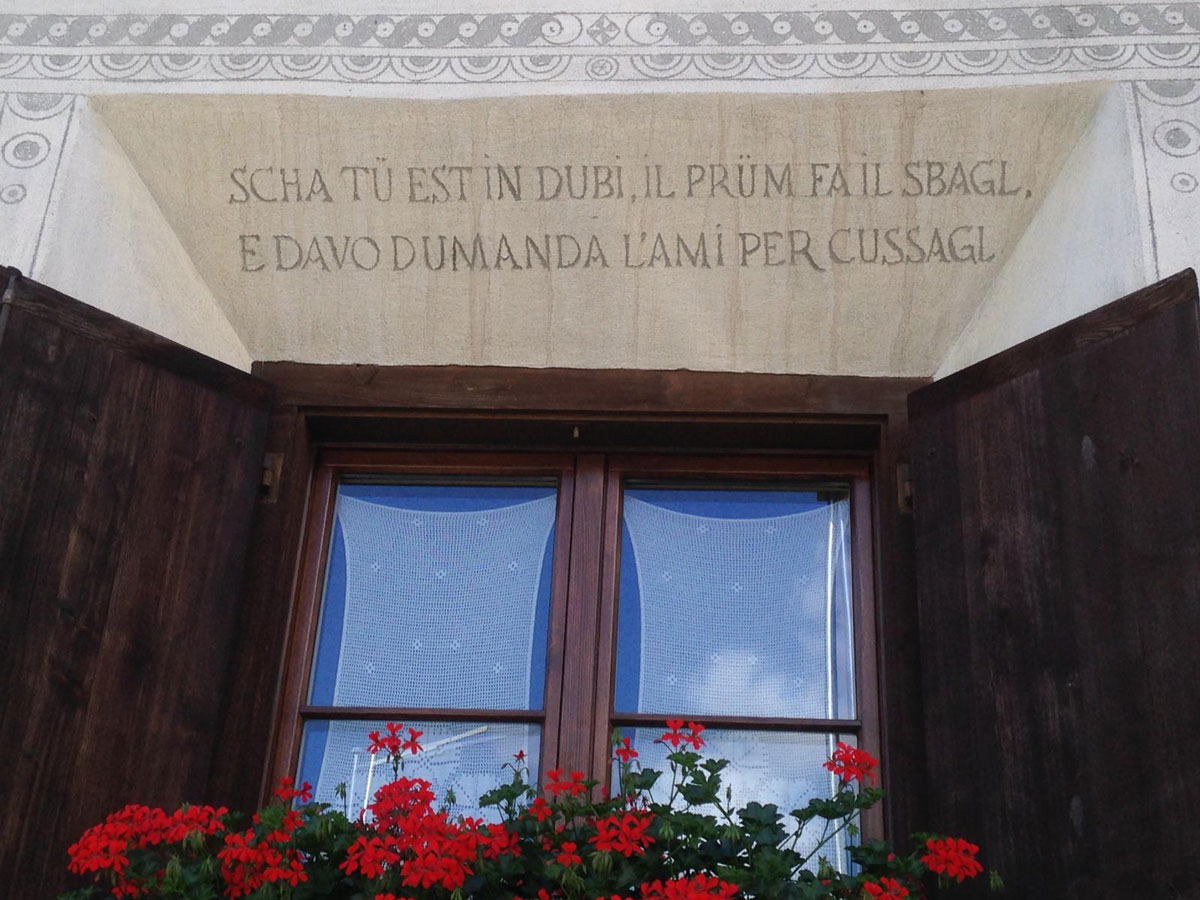 SCHA TÜ EST IN DUBI, IL PRÜM FA IL SBAGL,
E DAVO DUMANDA L'AMI PER CUSSAGL